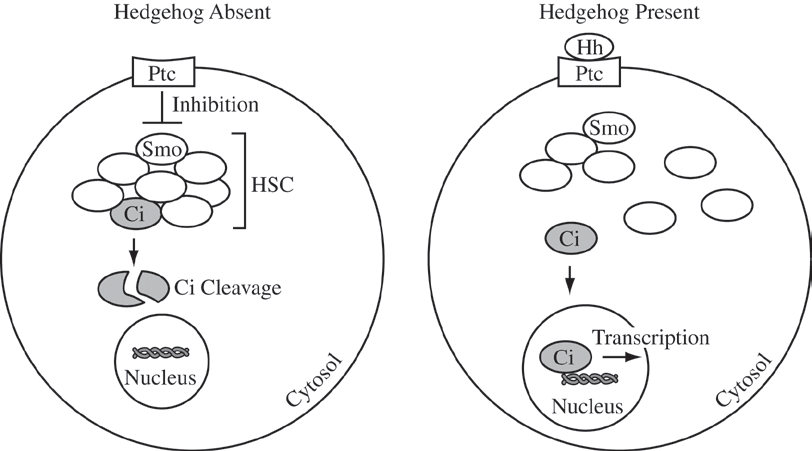 Hedgehog Absent
Ptc
Inhibition
Smo
HSC
Ci
Ci Cleavage
Nucleus
Cytosol
Hedgehog Present
Hh
Ptc
Smo
Ci
Transcription
Ci
Nucleus
Cytosol